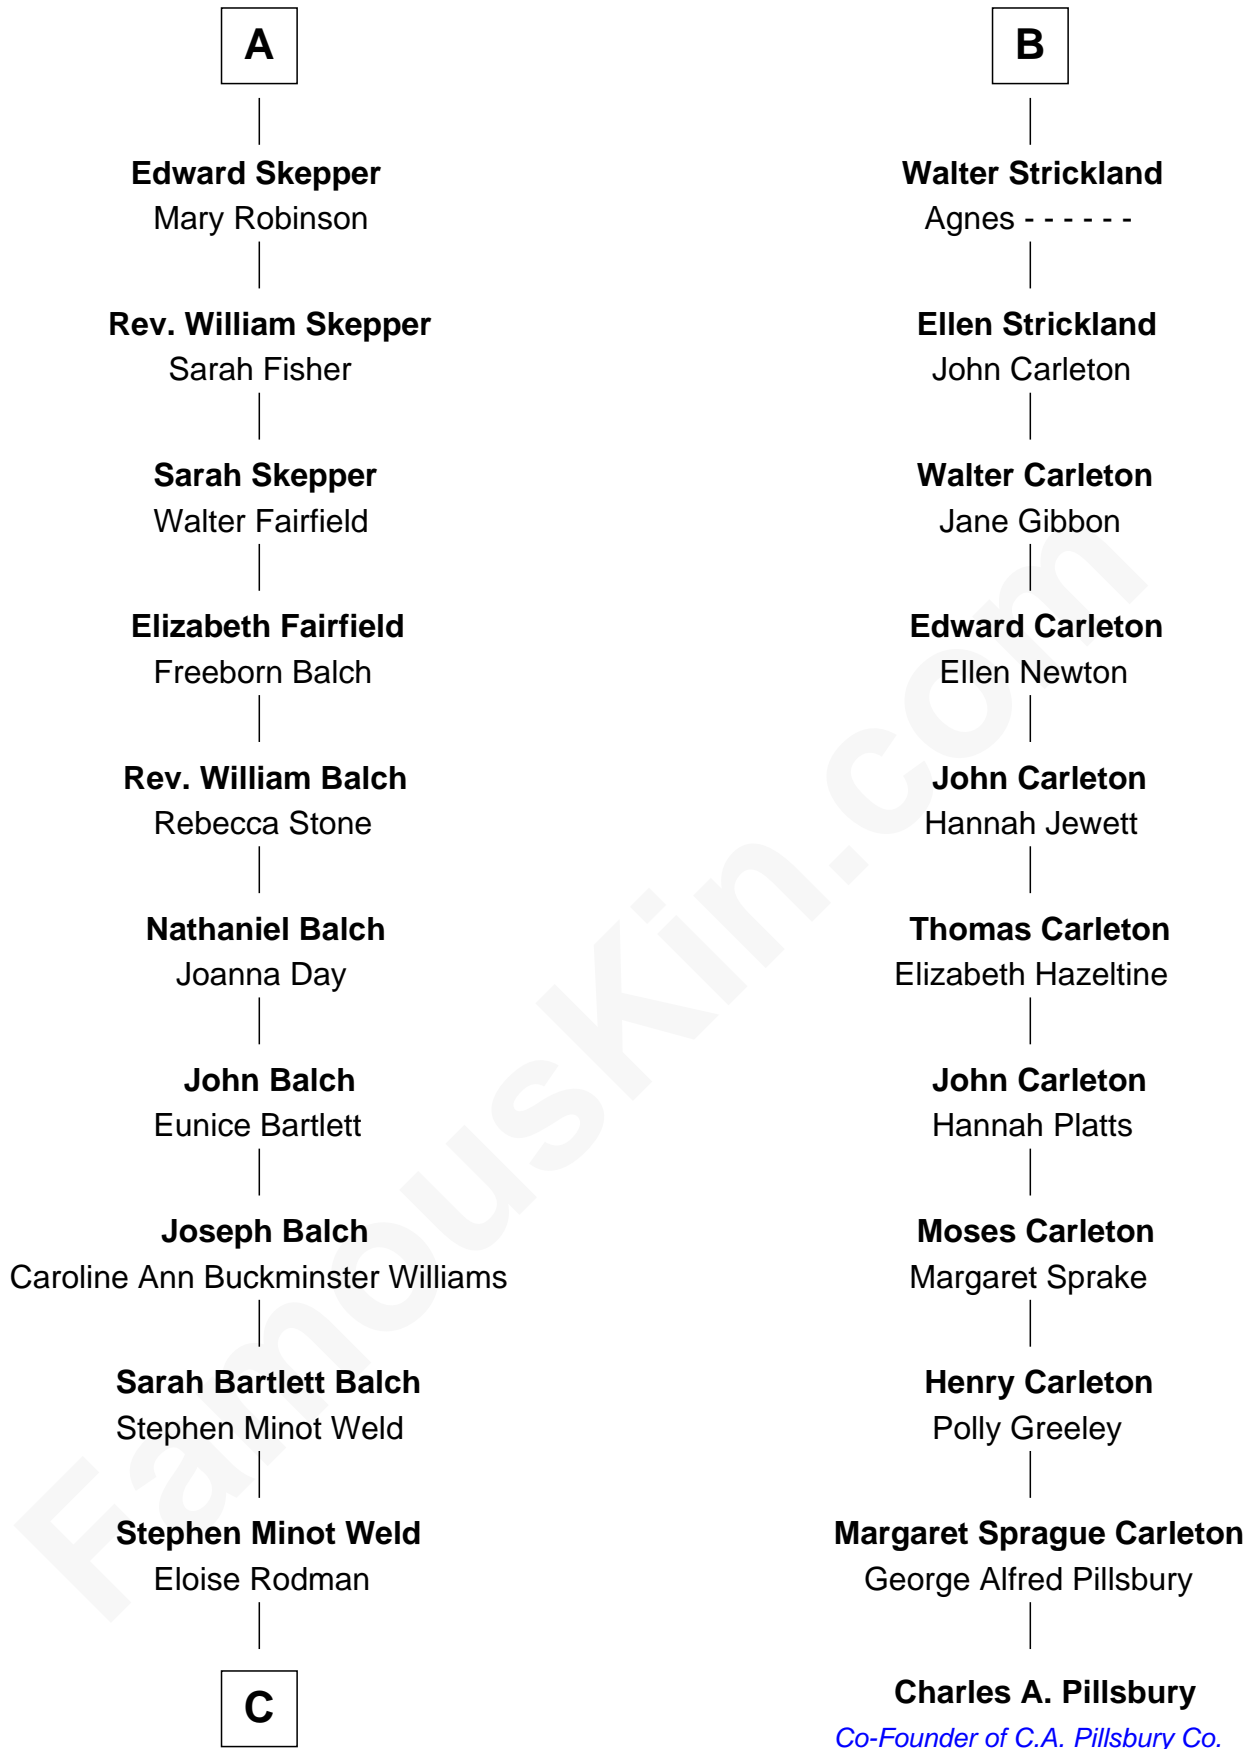 A
Edward Skepper
Mary Robinson
Rev. William Skepper
Sarah Fisher
Sarah Skepper
Walter Fairfield
Elizabeth Fairfield
Freeborn Balch
Rev. William Balch
Rebecca Stone
Nathaniel Balch
Joanna Day
John Balch
Eunice Bartlett
Joseph Balch
Caroline Ann Buckminster Williams
Sarah Bartlett Balch
Stephen Minot Weld
Stephen Minot Weld
Eloise Rodman
C
B
Walter Strickland
Agnes - - - - - -
Ellen Strickland
John Carleton
Walter Carleton
Jane Gibbon
Edward Carleton
Ellen Newton
John Carleton
Hannah Jewett
Thomas Carleton
Elizabeth Hazeltine
John Carleton
Hannah Platts
Moses Carleton
Margaret Sprake
Henry Carleton
Polly Greeley
Margaret Sprague Carleton
George Alfred Pillsbury
Charles A. Pillsbury
Co-Founder of C.A. Pillsbury Co.
FamousKin.com